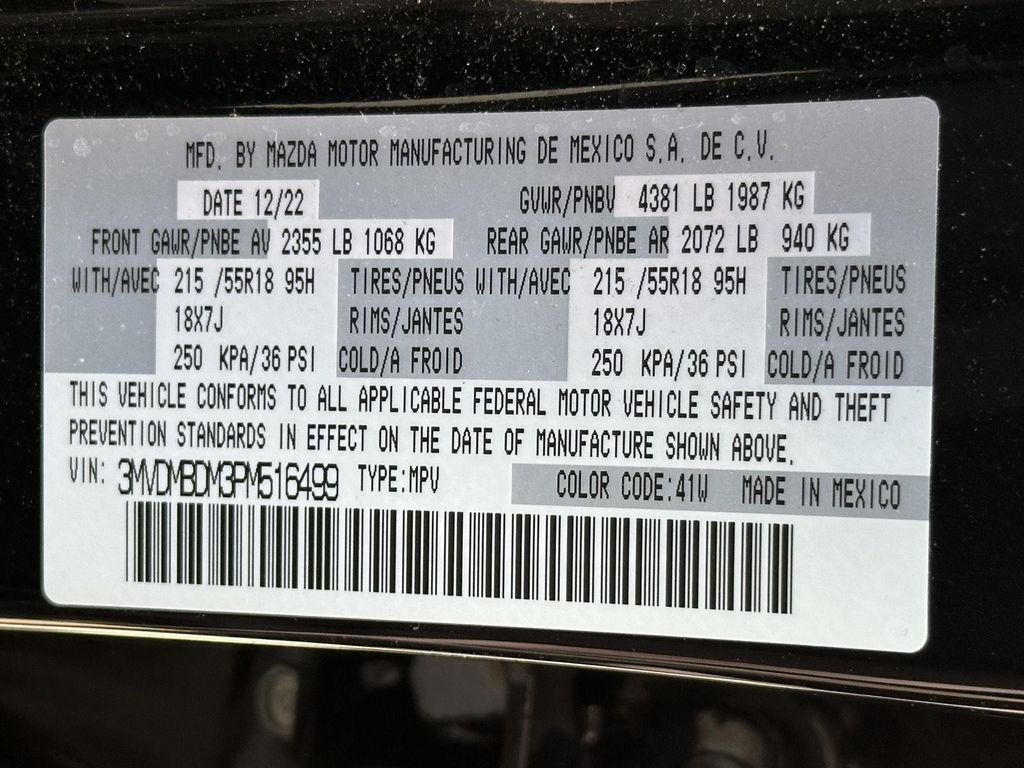 MFD. BY MAZDA MOTOR MANUFACTURING DE MEXICO S.A. DE C.V.
DATE 12/22 GVWR/PNBV 4381 LB 1987 KG
FRONT GAWR/PNBE AV 2355 LB 1068 KG REAR GAWR/PNBE AR 2072 LB 940 KG
WITH/AVEC 215 /55R18 95H TIRES/PNEUS WITH/AVEC 215 /55R18 95H TIRES/PNEUS
18X7J RIMS/JANTES 18X7J RIMS/JANTES
250 KPA/36 PSI COLD/A FROID 250 KPA/36 PSI COLD/A FROID
THIS VEHICLE CONFORMS TO ALL APPLICABLE FEDERAL MOTOR VEHICLE SAFETY AND THEFT
PREVENTION STANDARDS IN EFFECT ON THE DATE OF MANUFACTURE SHOWN ABOVE.
VIN: 3MVDMBDM3PM516499 TYPE:MPV COLOR CODE:41W MADE IN MEXICO